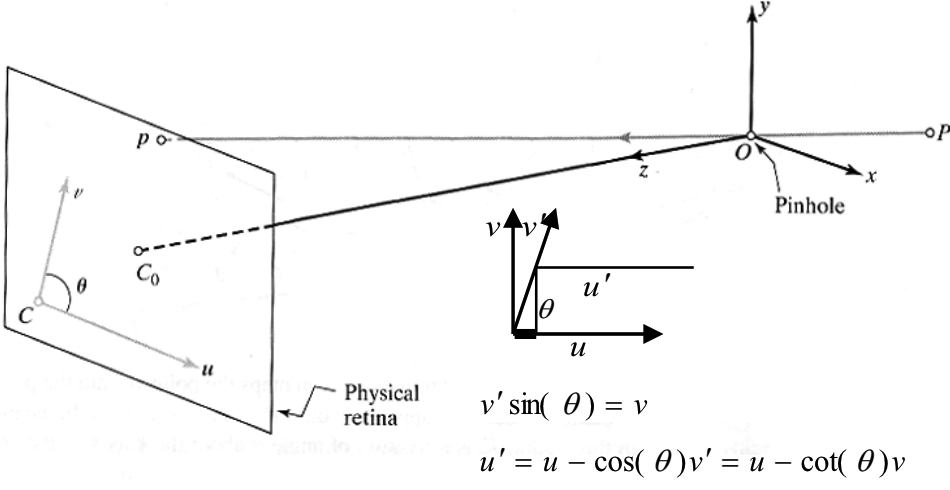 y
P
p
O
x
z
Pinhole
v
C₀
θ
C
u
v v'
u'
θ
u
Physical
retina
v' sin( θ ) = v
u' = u − cos( θ )v' = u − cot( θ )v